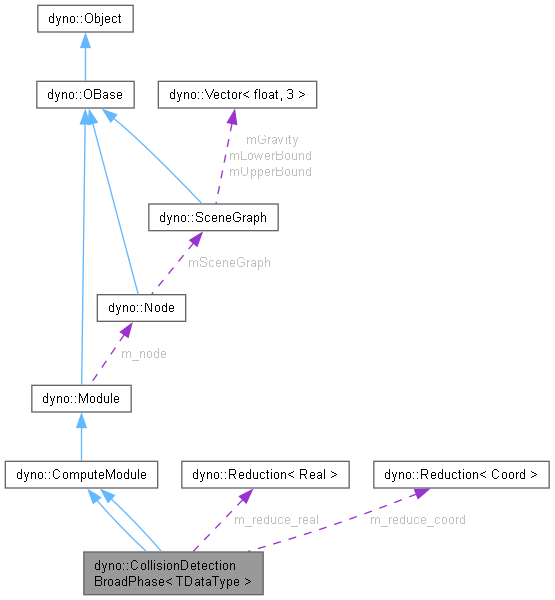 dyno::Object
dyno::OBase
dyno::Vector< float, 3 >
mGravity
mLowerBound
mUpperBound
dyno::SceneGraph
mSceneGraph
dyno::Node
m_node
dyno::Module
dyno::ComputeModule
dyno::Reduction< Real >
dyno::Reduction< Coord >
m_reduce_real
m_reduce_coord
dyno::CollisionDetection
BroadPhase< TDataType >